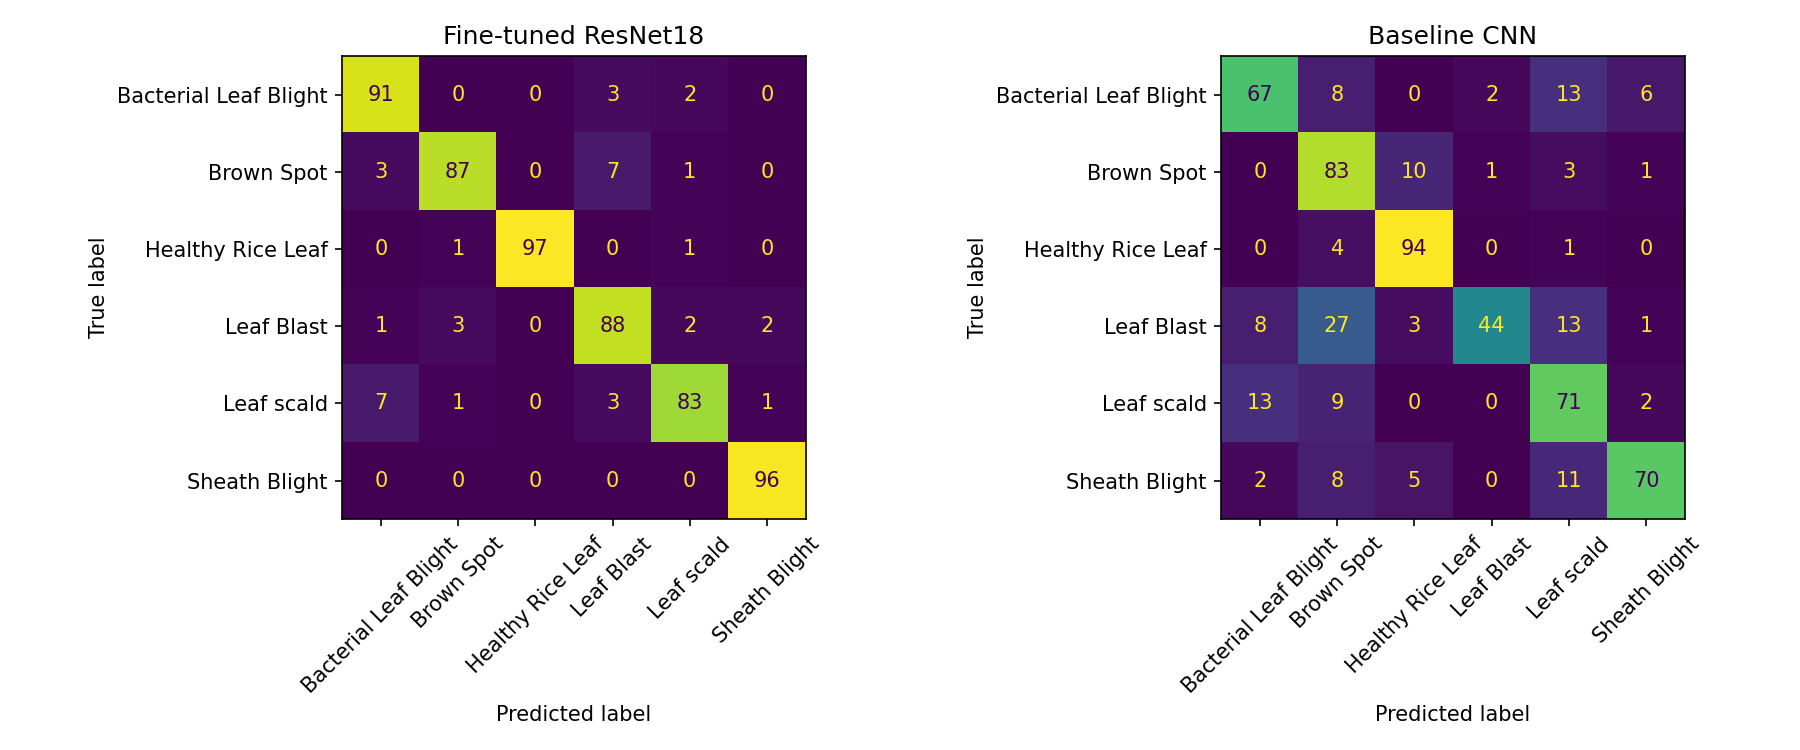 Fine-tuned ResNet18
True label
Bacterial Leaf Blight 91 0 0 3 2 0
Brown Spot 3 87 0 7 1 0
Healthy Rice Leaf 0 1 97 0 1 0
Leaf Blast 1 3 0 88 2 2
Leaf scald 7 1 0 3 83 1
Sheath Blight 0 0 0 0 0 96
Bacterial Leaf Blight
Brown Spot
Healthy Rice Leaf
Leaf Blast
Leaf scald
Sheath Blight
Predicted label
Baseline CNN
True label
Bacterial Leaf Blight 67 8 0 2 13 6
Brown Spot 0 83 10 1 3 1
Healthy Rice Leaf 0 4 94 0 1 0
Leaf Blast 8 27 3 44 13 1
Leaf scald 13 9 0 0 71 2
Sheath Blight 2 8 5 0 11 70
Bacterial Leaf Blight
Brown Spot
Healthy Rice Leaf
Leaf Blast
Leaf scald
Sheath Blight
Predicted label